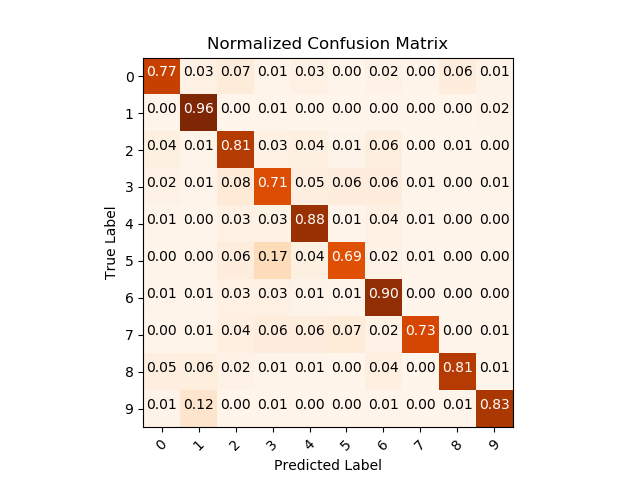 Normalized Confusion Matrix
True Label
0 0.77 0.03 0.07 0.01 0.03 0.00 0.02 0.00 0.06 0.01
1 0.00 0.96 0.00 0.01 0.00 0.00 0.00 0.00 0.00 0.02
2 0.04 0.01 0.81 0.03 0.04 0.01 0.06 0.00 0.01 0.00
3 0.02 0.01 0.08 0.71 0.05 0.06 0.06 0.01 0.00 0.01
4 0.01 0.00 0.03 0.03 0.88 0.01 0.04 0.01 0.00 0.00
5 0.00 0.00 0.06 0.17 0.04 0.69 0.02 0.01 0.00 0.00
6 0.01 0.01 0.03 0.03 0.01 0.01 0.90 0.00 0.00 0.00
7 0.00 0.01 0.04 0.06 0.06 0.07 0.02 0.73 0.00 0.01
8 0.05 0.06 0.02 0.01 0.01 0.00 0.04 0.00 0.81 0.01
9 0.01 0.12 0.00 0.01 0.00 0.00 0.01 0.00 0.01 0.83
0 1 2 3 4 5 6 7 8 9
Predicted Label